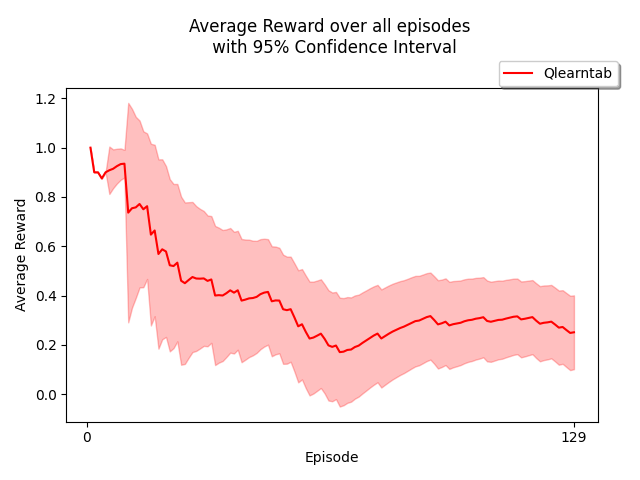 Average Reward over all episodes
with 95% Confidence Interval
Qlearntab
1.2
1.0
0.8
0.6
0.4
0.2
0.0
Average Reward
0 129
Episode